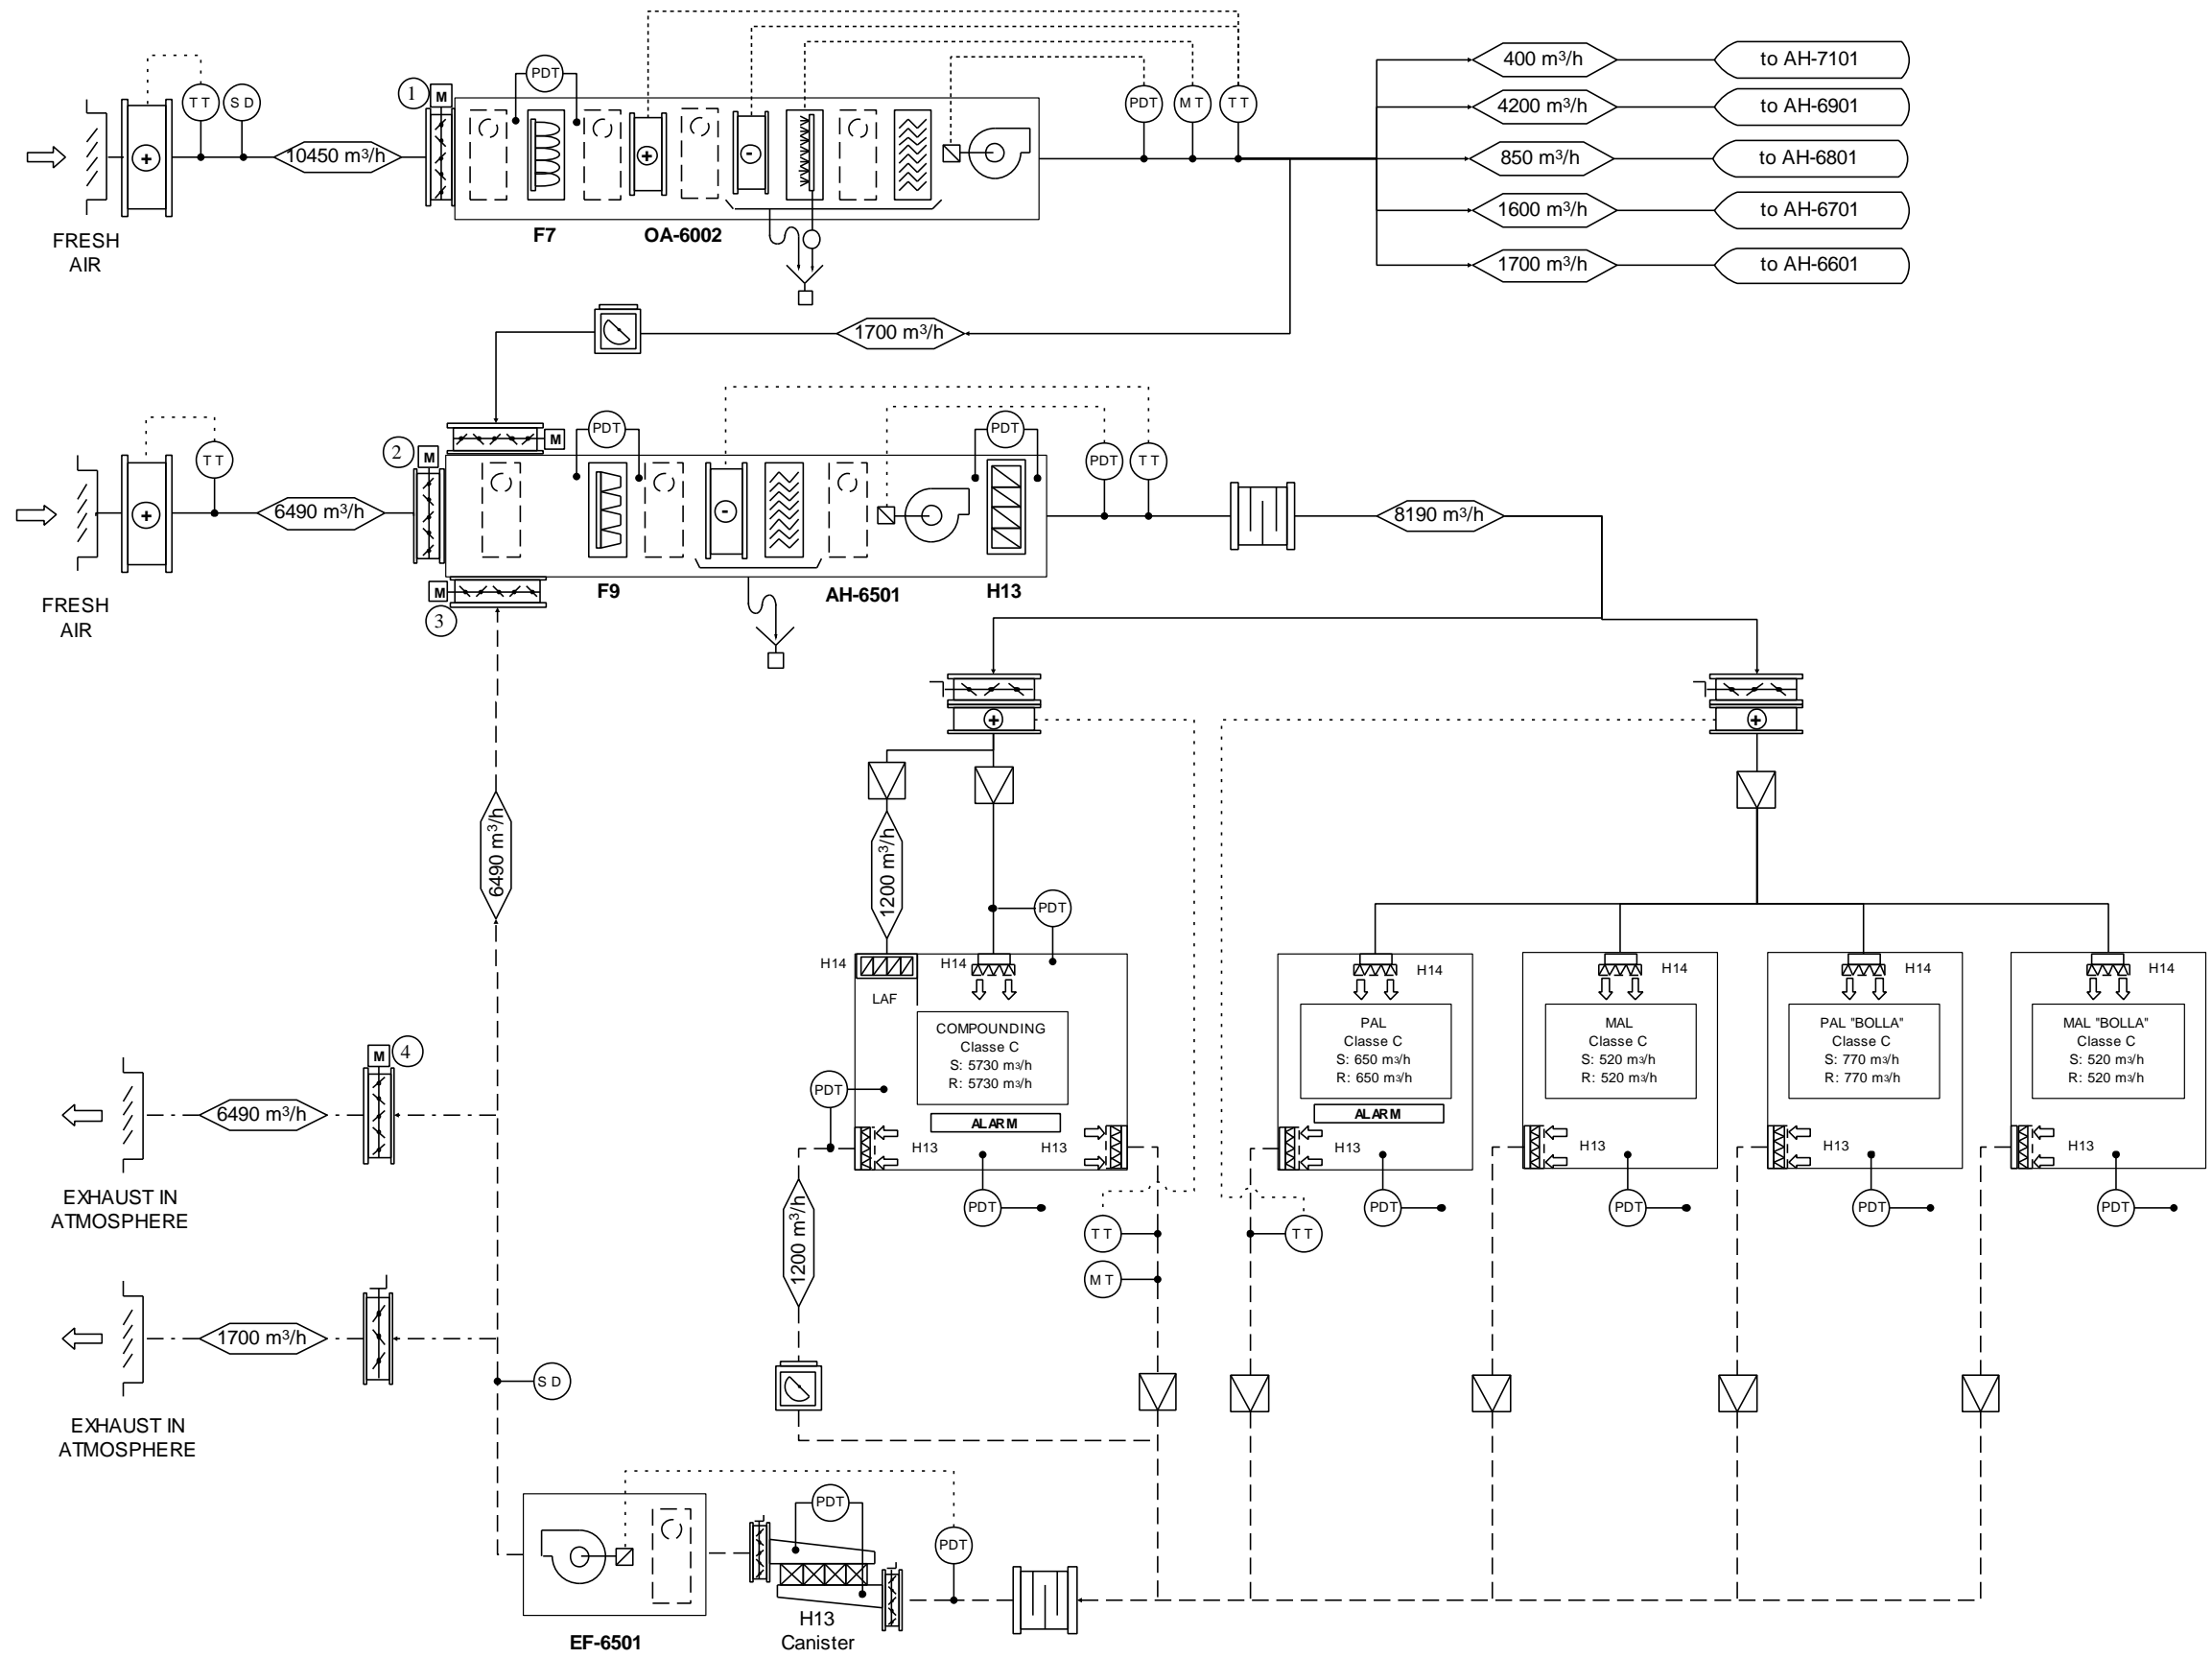 PDT
1
M
TT
SD
PDT
MT
TT
400 m³/h
to AH-7101
4200 m³/h
to AH-6901
10450 m³/h
850 m³/h
to AH-6801
1600 m³/h
to AH-6701
1700 m³/h
to AH-6601
FRESH
AIR
F7
OA-6002
1700 m³/h
2
M
M
PDT
PDT
TT
PDT
TT
6490 m³/h
8190 m³/h
FRESH
AIR
M
3
F9
AH-6501
H13
6490 m³/h
1200 m³/h
PDT
H14
H14
LAF
COMPOUNDING
Classe C
S: 5730 m³/h
R: 5730 m³/h
ALARM
PDT
H13
H13
PDT
H14
PAL
Classe C
S: 650 m³/h
R: 650 m³/h
ALARM
H13
PDT
H14
MAL
Classe C
S: 520 m³/h
R: 520 m³/h
H13
PDT
H14
PAL "BOLLA"
Classe C
S: 770 m³/h
R: 770 m³/h
H13
PDT
H14
MAL "BOLLA"
Classe C
S: 520 m³/h
R: 520 m³/h
H13
PDT
M
4
6490 m³/h
EXHAUST IN
ATMOSPHERE
1200 m³/h
TT
MT
TT
1700 m³/h
EXHAUST IN
ATMOSPHERE
SD
PDT
PDT
EF-6501
H13
Canister